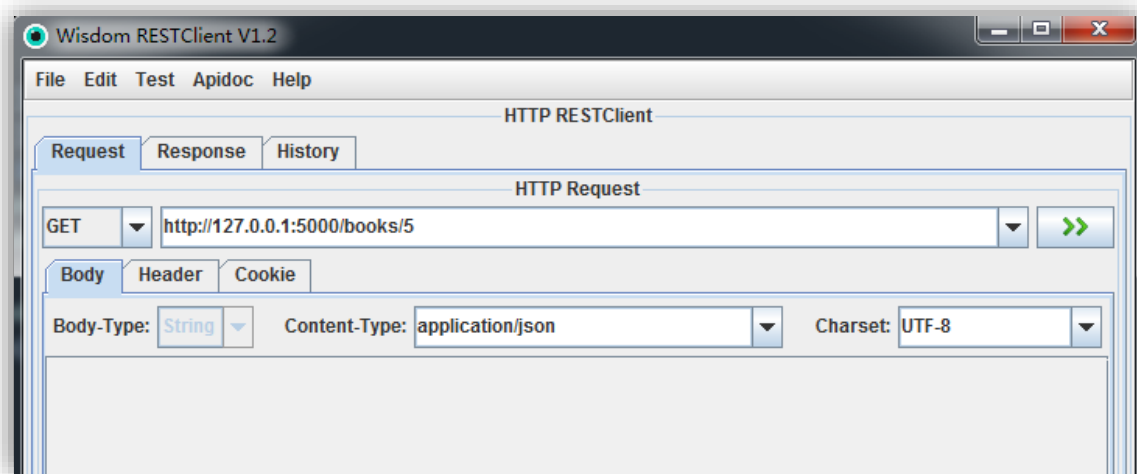 Wisdom RESTClient V1.2
File Edit Test Apidoc Help
HTTP RESTClient
Request Response History
HTTP Request
GET http://127.0.0.1:5000/books/5
Body Header Cookie
Body-Type: String Content-Type: application/json Charset: UTF-8